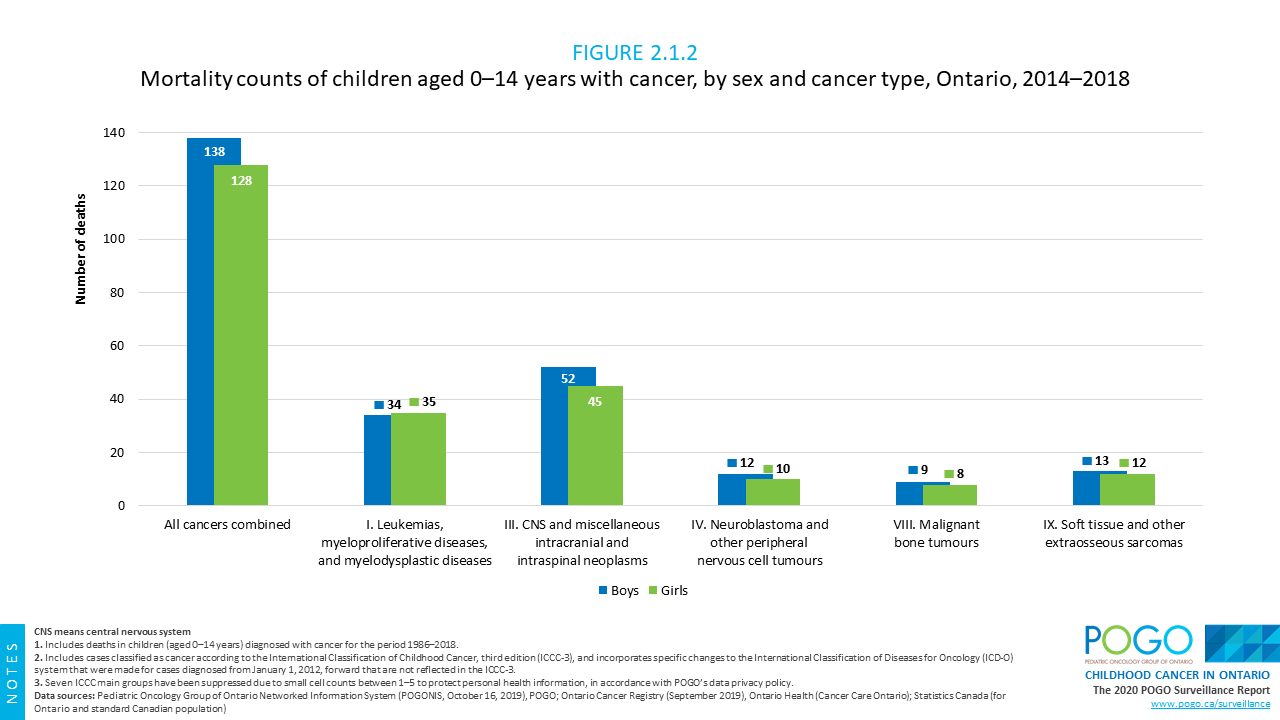 FIGURE 2.1.2
Mortality counts of children aged 0–14 years with cancer, by sex and cancer type, Ontario, 2014–2018
Number of deaths
140
120
100
80
60
40
20
0
138
128
34
35
52
45
12
10
9
8
13
12
All cancers combined
I. Leukemias,
myeloproliferative diseases,
and myelodysplastic diseases
III. CNS and miscellaneous
intracranial and
intraspinal neoplasms
IV. Neuroblastoma and
other peripheral
nervous cell tumours
VIII. Malignant
bone tumours
IX. Soft tissue and other
extraosseous sarcomas
Boys Girls
NOTES
CNS means central nervous system
1. Includes deaths in children (aged 0–14 years) diagnosed with cancer for the period 1986–2018.
2. Includes cases classified as cancer according to the International Classification of Childhood Cancer, third edition (ICCC-3), and incorporates specific changes to the International Classification of Diseases for Oncology (ICD-O)
system that were made for cases diagnosed from January 1, 2012, forward that are not reflected in the ICCC-3.
3. Seven ICCC main groups have been suppressed due to small cell counts between 1–5 to protect personal health information, in accordance with POGO's data privacy policy.
Data sources: Pediatric Oncology Group of Ontario Networked Information System (POGONIS, October 16, 2019), POGO; Ontario Cancer Registry (September 2019), Ontario Health (Cancer Care Ontario); Statistics Canada (for
Ontario and standard Canadian population)
POGO
PEDIATRIC ONCOLOGY GROUP OF ONTARIO
CHILDHOOD CANCER IN ONTARIO
The 2020 POGO Surveillance Report
www.pogo.ca/surveillance